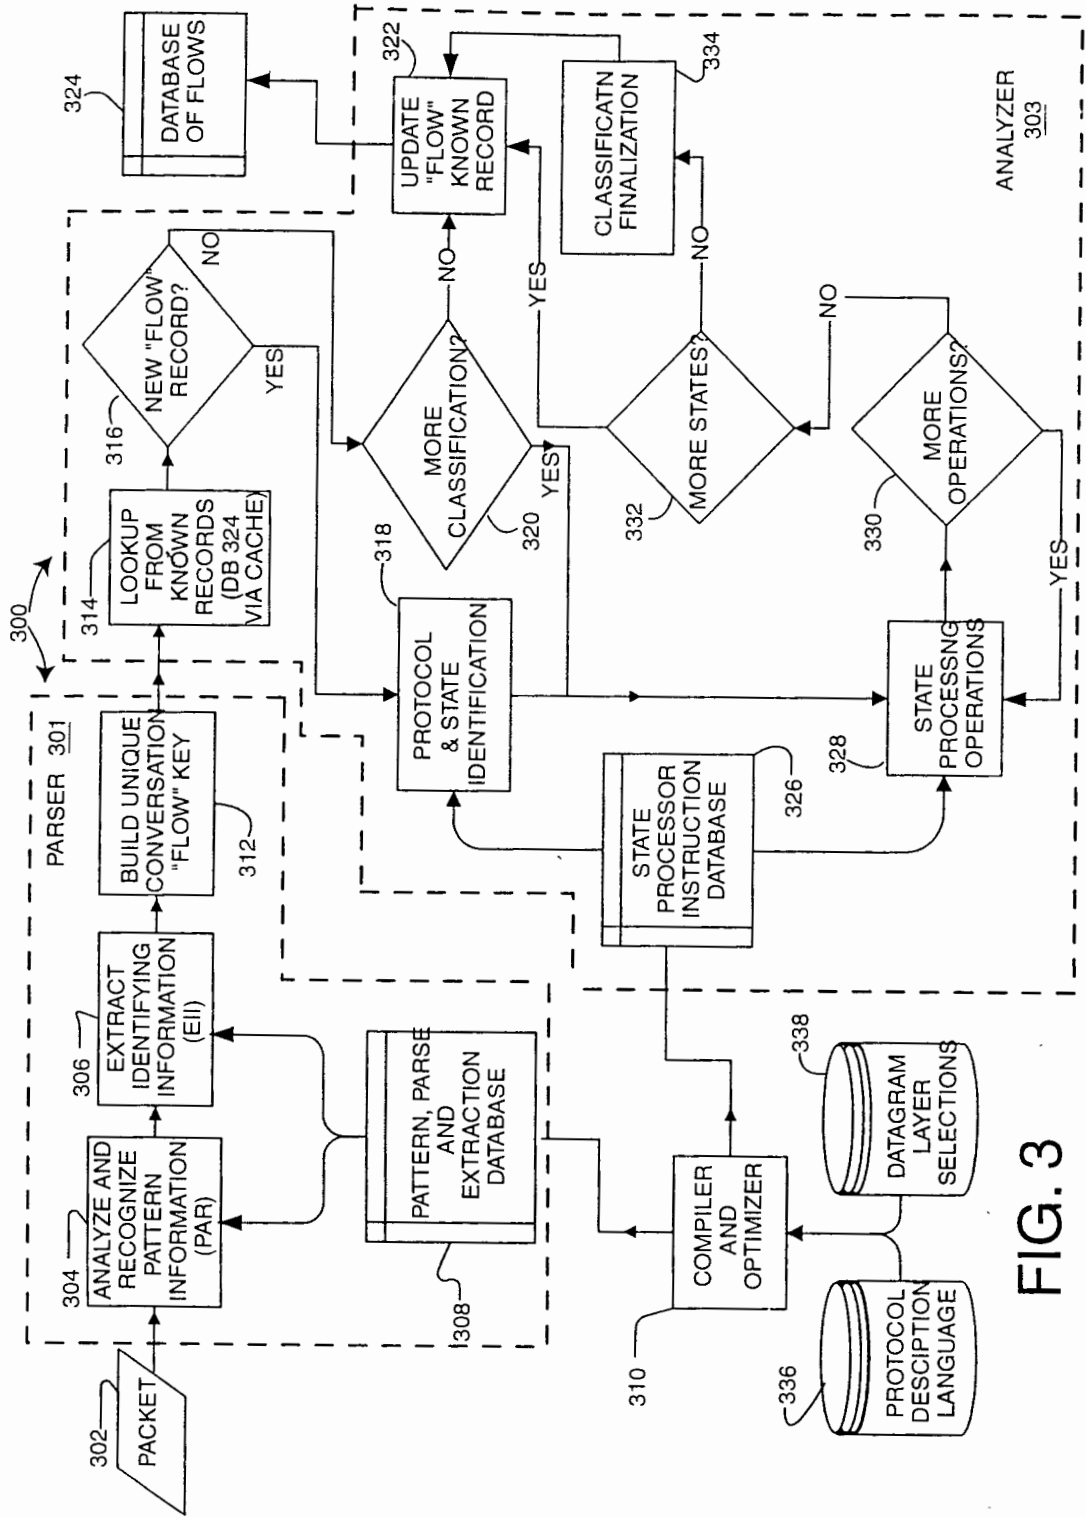 300
PARSER 301
302
PACKET
304
ANALYZE AND
RECOGNIZE
PATTERN
INFORMATION
(PAR)
306
EXTRACT
IDENTIFYING
INFORMATION
(EII)
BUILD UNIQUE
CONVERSATION
"FLOW" KEY
312
314
LOOKUP
FROM
KNOWN
RECORDS
(DB 324
VIA CACHE)
316
NEW "FLOW"
RECORD?
NO
YES
324
DATABASE
OF FLOWS
308
PATTERN, PARSE
AND
EXTRACTION
DATABASE
318
PROTOCOL
& STATE
IDENTIFICATION
320
MORE
CLASSIFICATION?
NO
YES
322
UPDATE
"FLOW"
KNOWN
RECORD
310
COMPILER
AND
OPTIMIZER
STATE
PROCESSOR
INSTRUCTION
DATABASE
326
332
MORE STATES?
YES
NO
CLASSIFICATN
FINALIZATION
334
336
PROTOCOL
DESCIPTION
LANGUAGE
338
DATAGRAM
LAYER
SELECTIONS
328
STATE
PROCESSNG
OPERATIONS
330
MORE
OPERATIONS?
NO
YES
ANALYZER
303
FIG. 3